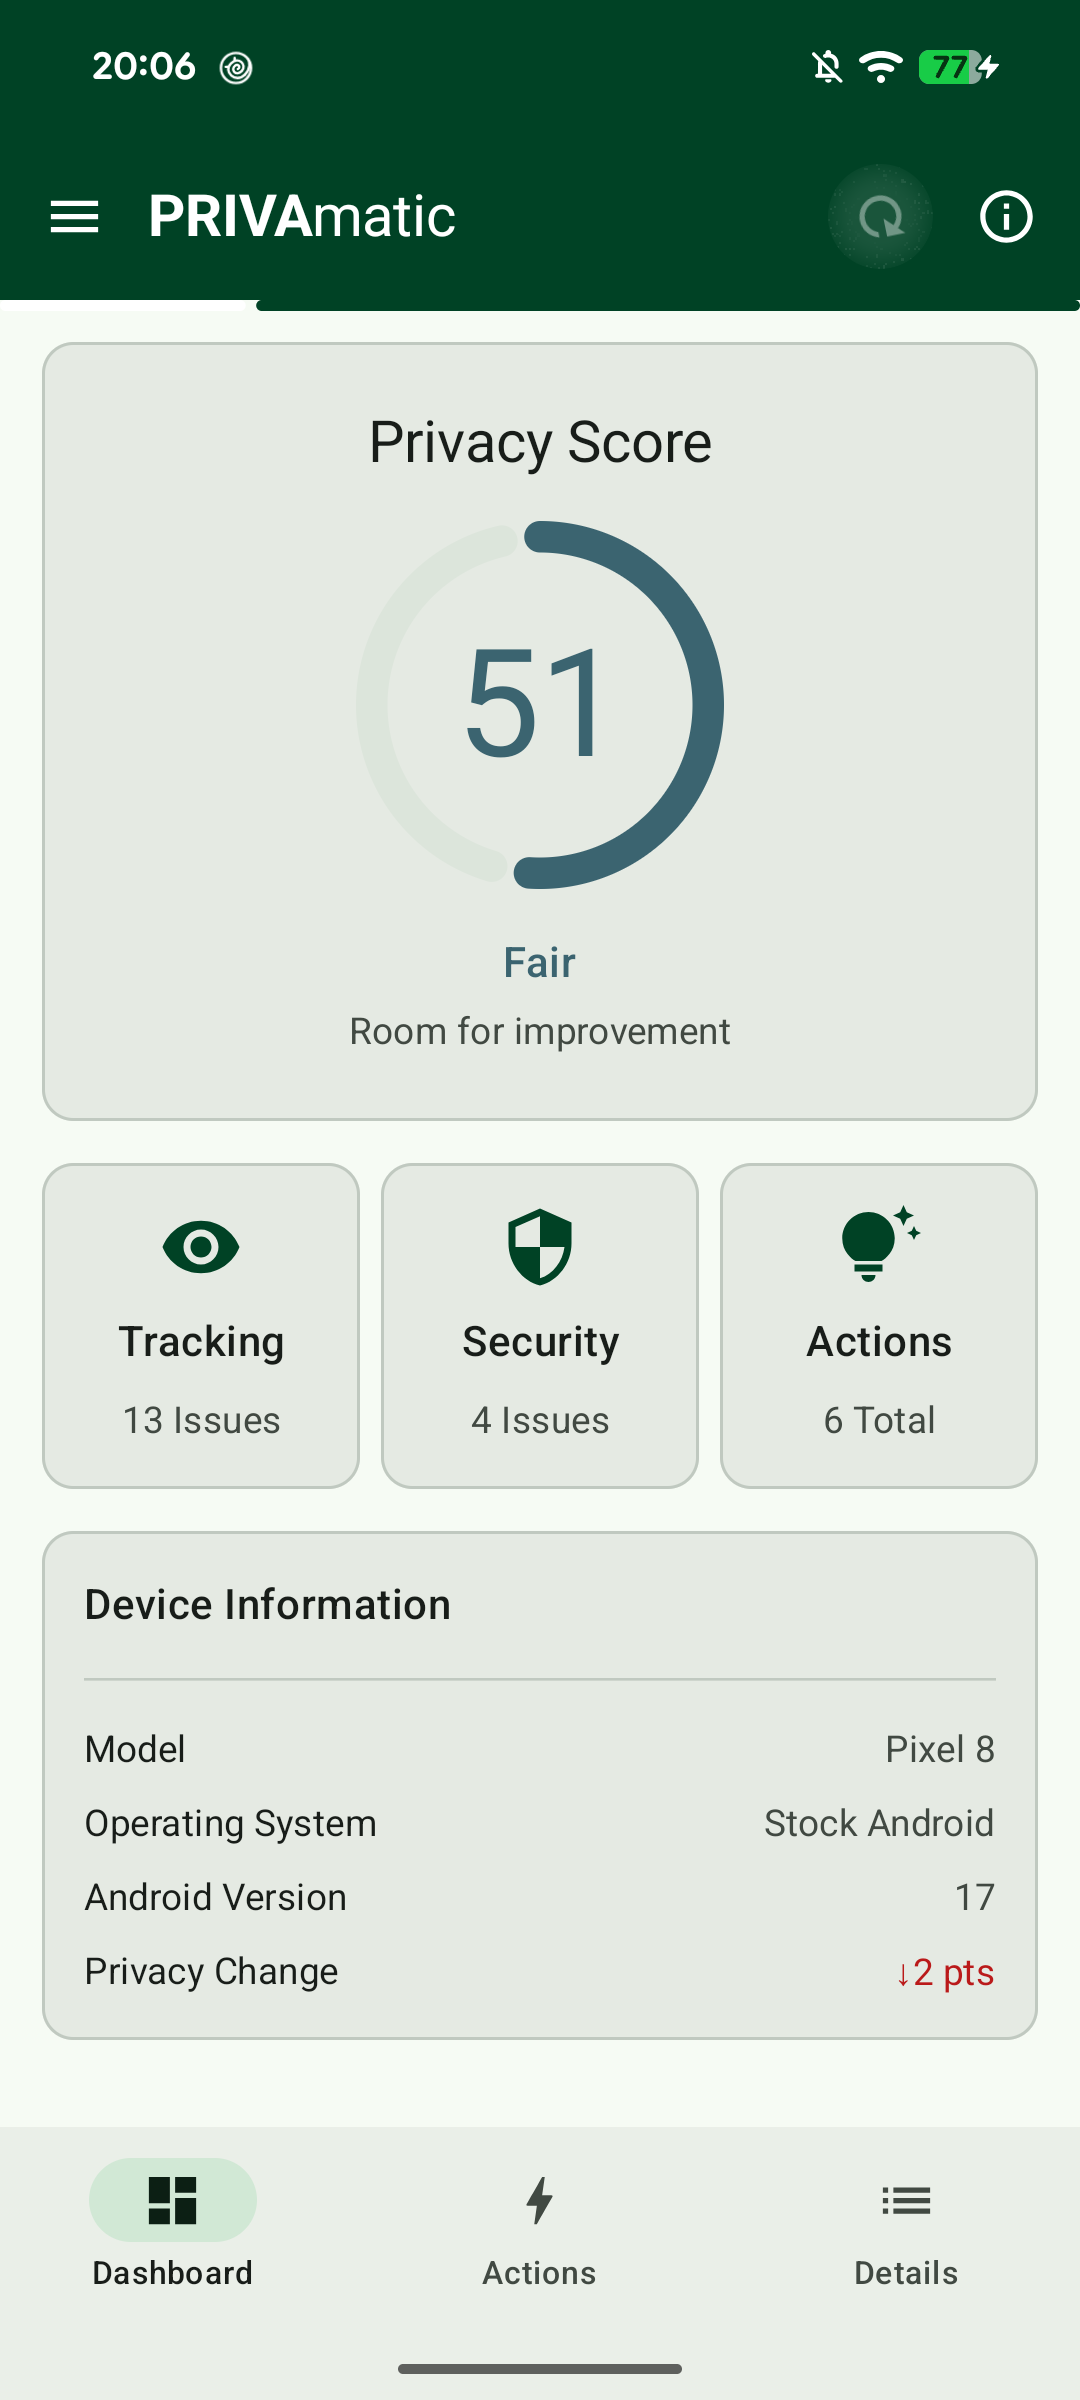 20:06
77
PRIVAmatic
Privacy Score
51
Fair
Room for improvement
Tracking
13 Issues
Security
4 Issues
Actions
6 Total
Device Information
Model Pixel 8
Operating System Stock Android
Android Version 17
Privacy Change ↓2 pts
Dashboard
Actions
Details